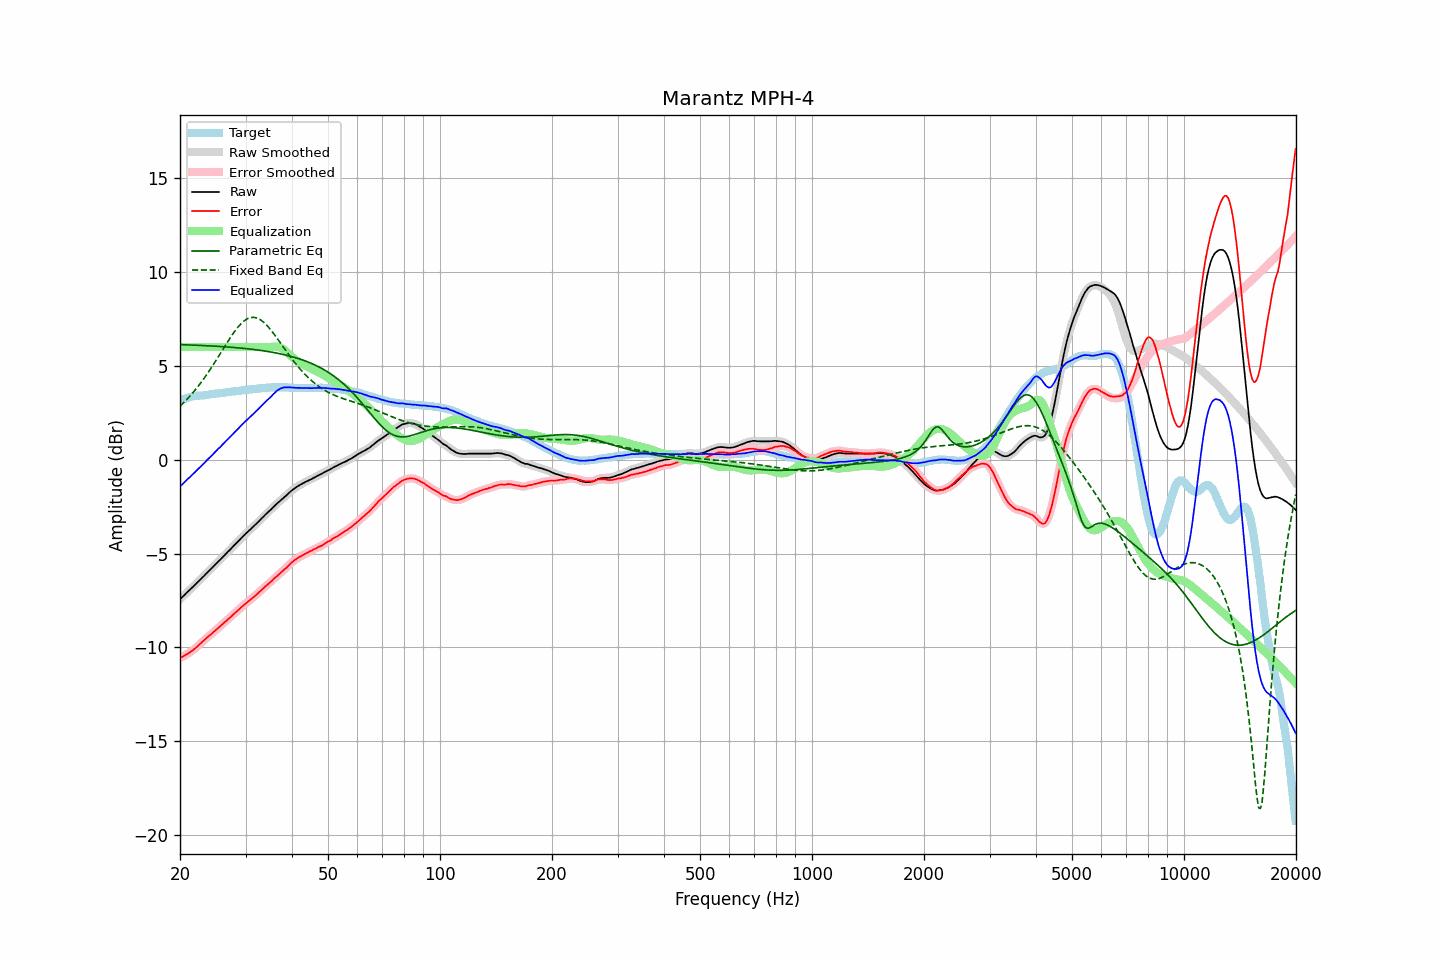 Marantz MPH-4
Target
Raw Smoothed
Error Smoothed
Raw
Error
Equalization
Parametric Eq
Fixed Band Eq
Equalized
15
10
5
0
−5
−10
−15
−20
Amplitude (dBr)
20 50 100 200 500 1000 2000 5000 10000 20000
Frequency (Hz)